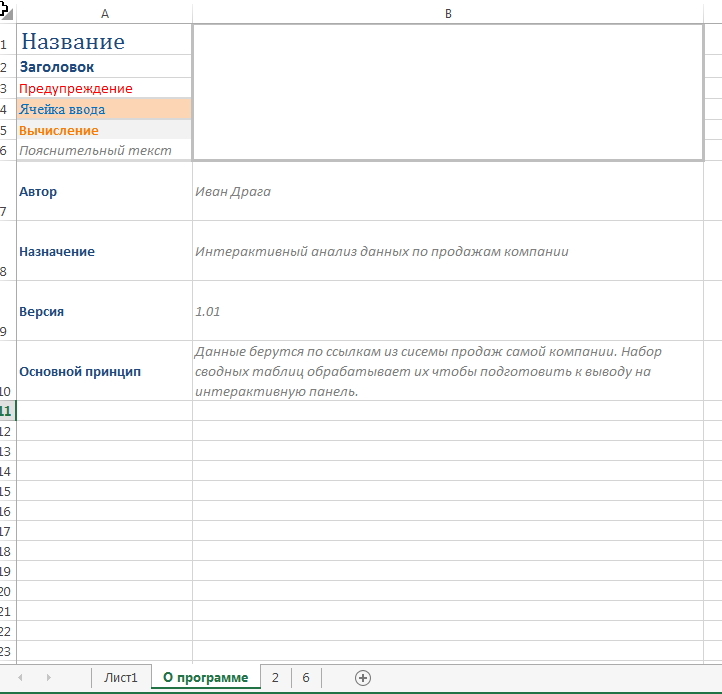 A B
1 Название
2 Заголовок
3 Предупреждение
4 Ячейка ввода
5 Вычисление
6 Пояснительный текст
7 Автор Иван Драга
8 Назначение Интерактивный анализ данных по продажам компании
9 Версия 1.01
10 Основной принцип Данные берутся по ссылкам из сисемы продаж самой компании. Набор
сводных таблиц обрабатывает их чтобы подготовить к выводу на
интерактивную панель.
11
12
13
14
15
16
17
18
19
20
21
22
23
Лист1 О программе 2 6